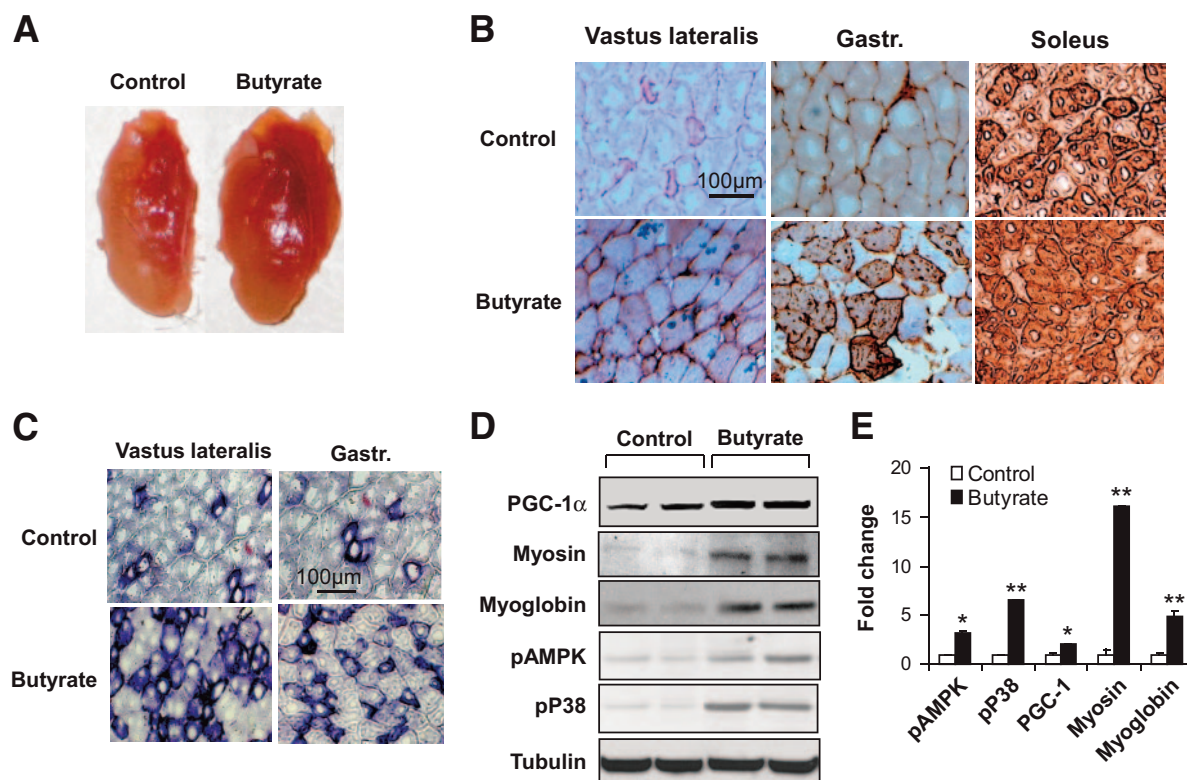 A
Control Butyrate
B
Vastus lateralis Gastr. Soleus
Control
100µm
Butyrate
C
Vastus lateralis Gastr.
Control
100µm
Butyrate
D
Control Butyrate
PGC-1α
Myosin
Myoglobin
pAMPK
pP38
Tubulin
E
Fold change
20
15
10
5
0
Control
Butyrate
* ** * ** **
pAMPK pP38 PGC-1 Myosin Myoglobin